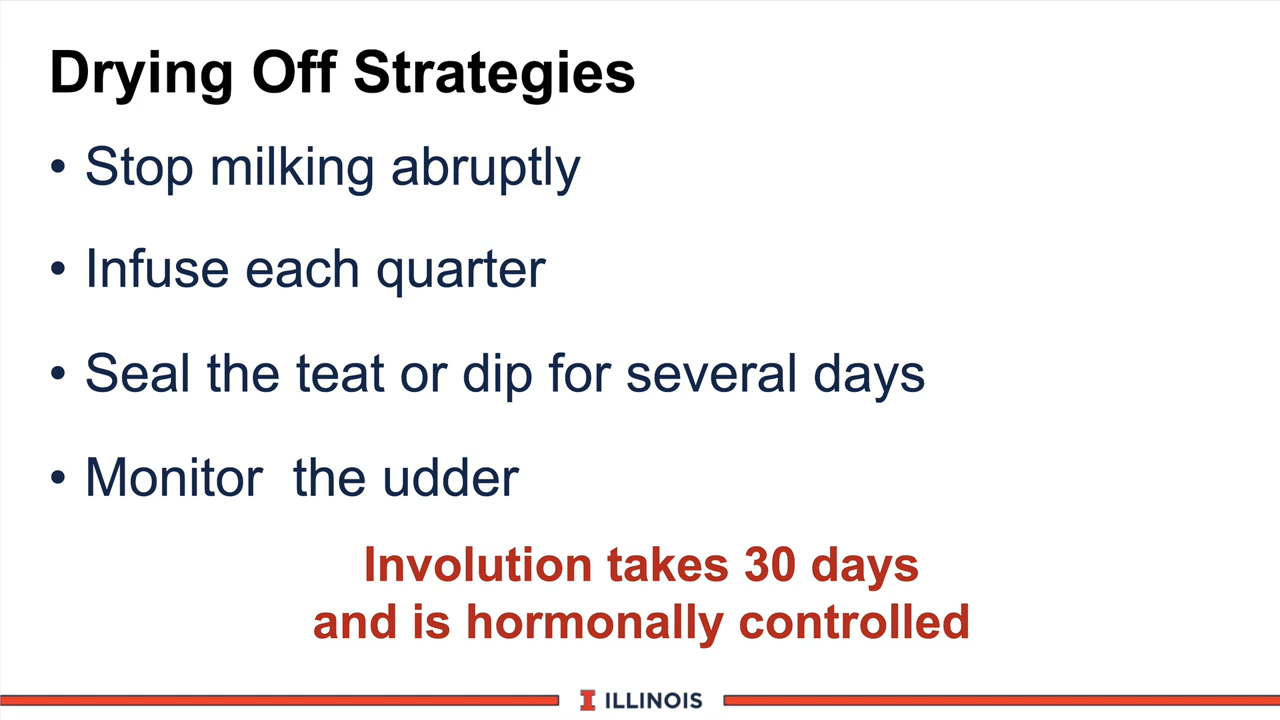 Drying Off Strategies
• Stop milking abruptly
• Infuse each quarter
• Seal the teat or dip for several days
• Monitor  the udder
Involution takes 30 days
and is hormonally controlled
I ILLINOIS